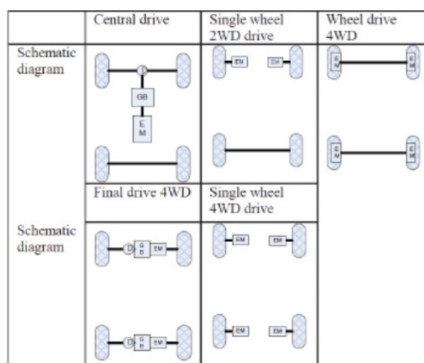 Central drive
Single wheel
2WD drive
Wheel drive
4WD
Schematic
diagram
GB
E
M
EM
EM
E
M
E
M
E
M
E
M
Final drive 4WD
Single wheel
4WD drive
Schematic
diagram
D
G
B
EM
EM
EM
D
G
B
EM
EM
EM